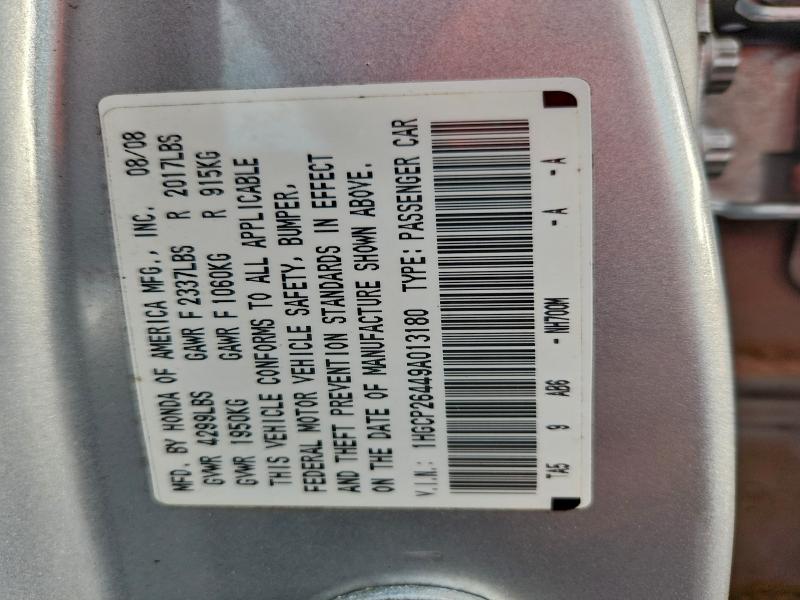 MFD. BY HONDA OF AMERICA MFG., INC. 08/08
GVWR 4299LBS GAWR F 2337LBS R 2017LBS
GVWR 1950KG GAWR F 1060KG R 915KG
THIS VEHICLE CONFORMS TO ALL APPLICABLE
FEDERAL MOTOR VEHICLE SAFETY, BUMPER,
AND THEFT PREVENTION STANDARDS IN EFFECT
ON THE DATE OF MANUFACTURE SHOWN ABOVE.
V.I.N.: 1HGCP26449A013180 TYPE: PASSENGER CAR
TA5 9 AB6 -NH700M -A -A